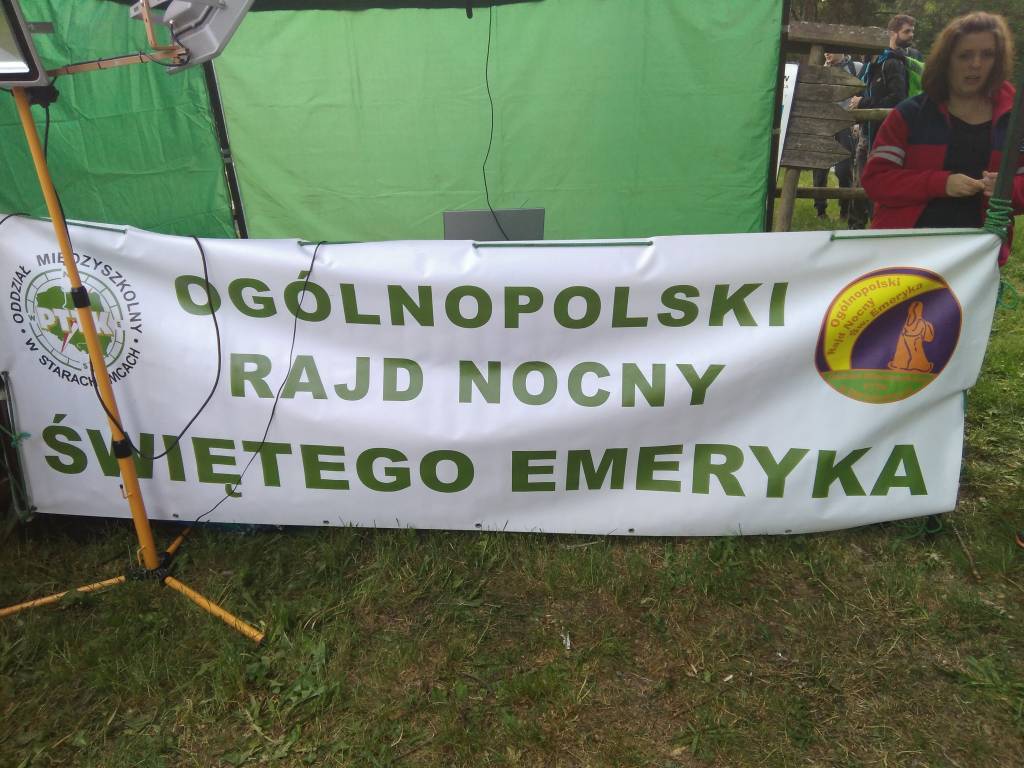 ODDZIAŁ MIĘDZYSZKOLNY
PTTK
W STARACHOWICACH
OGÓLNOPOLSKI
RAJD NOCNY
ŚWIĘTEGO EMERYKA
Ogólnopolski
Rajd Nocny
Św. Emeryka